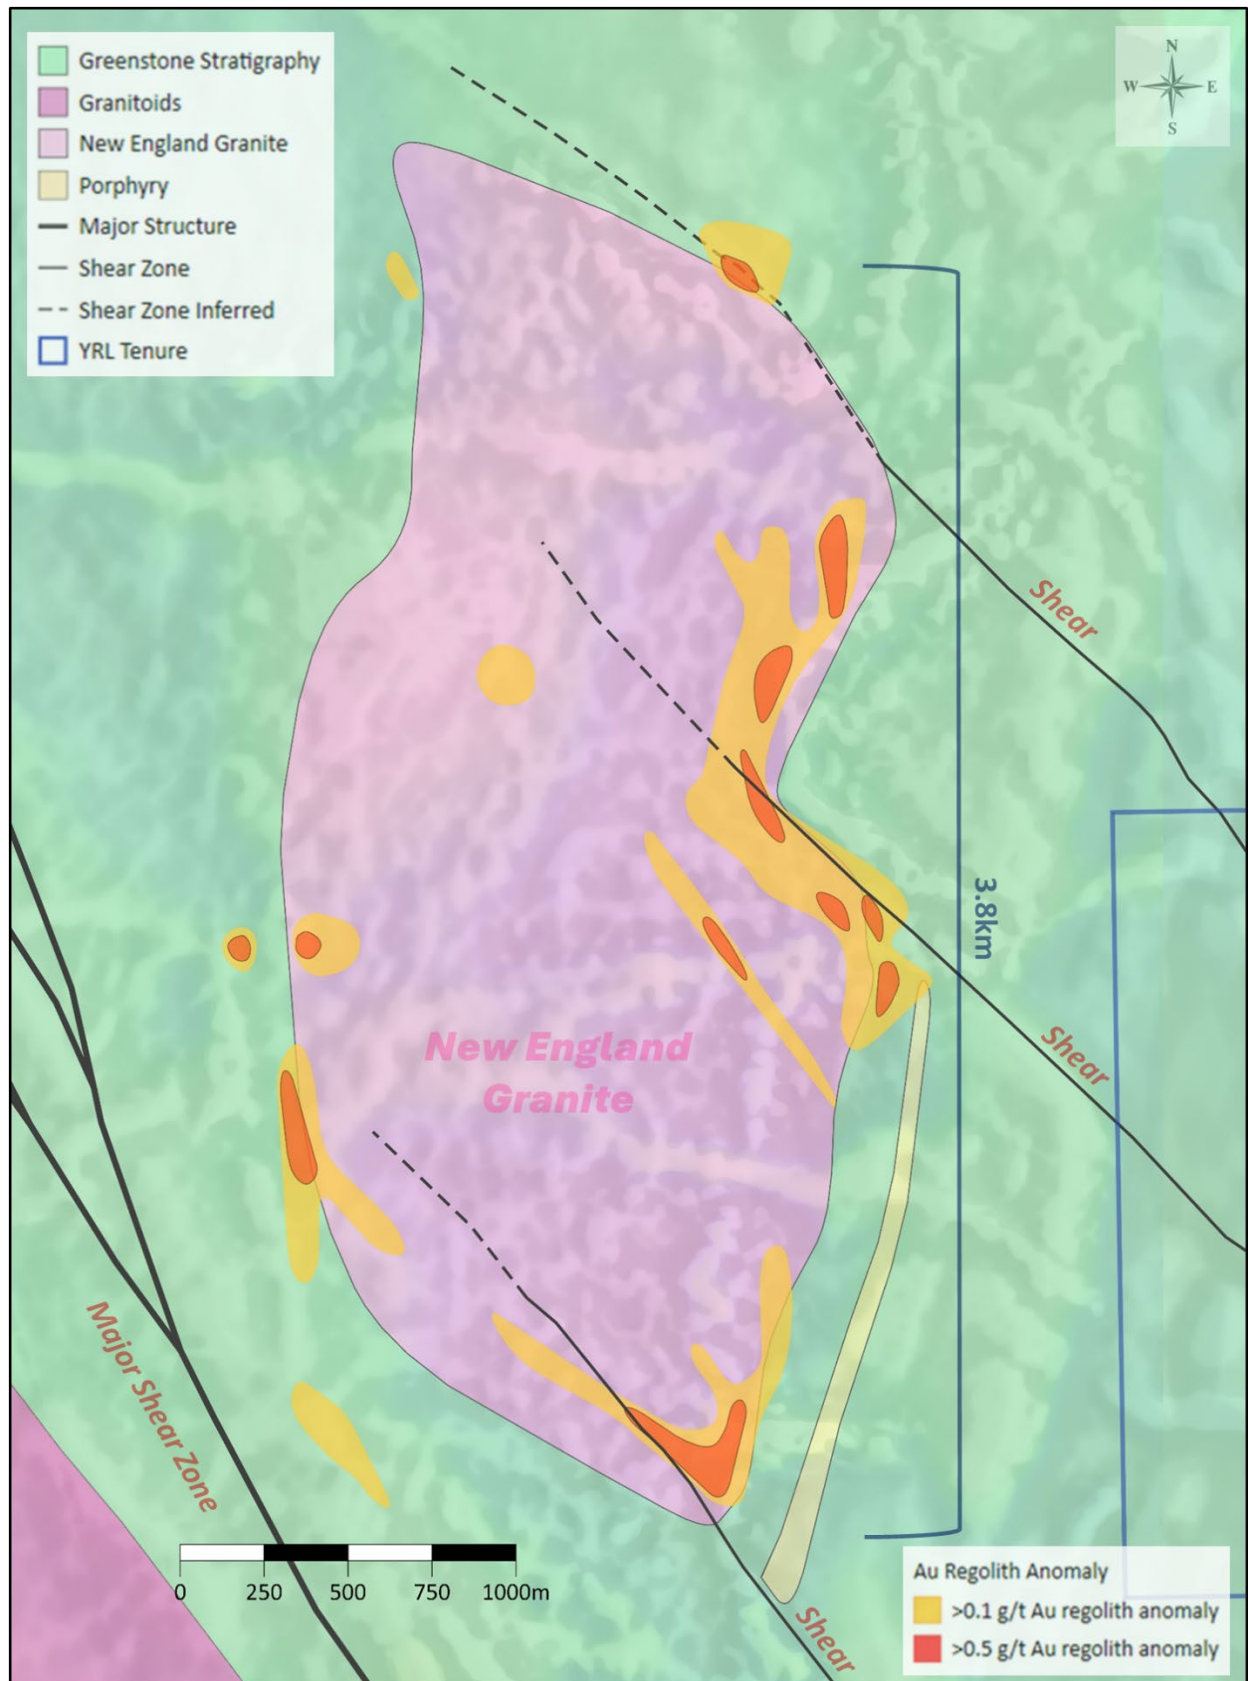 Greenstone Stratigraphy
Granitoids
New England Granite
Porphyry
Major Structure
Shear Zone
Shear Zone Inferred
YRL Tenure
N
W E
S
Shear
3.8km
New England
Granite
Shear
Major Shear Zone
0 250 500 750 1000m
Shear
Au Regolith Anomaly
>0.1 g/t Au regolith anomaly
>0.5 g/t Au regolith anomaly